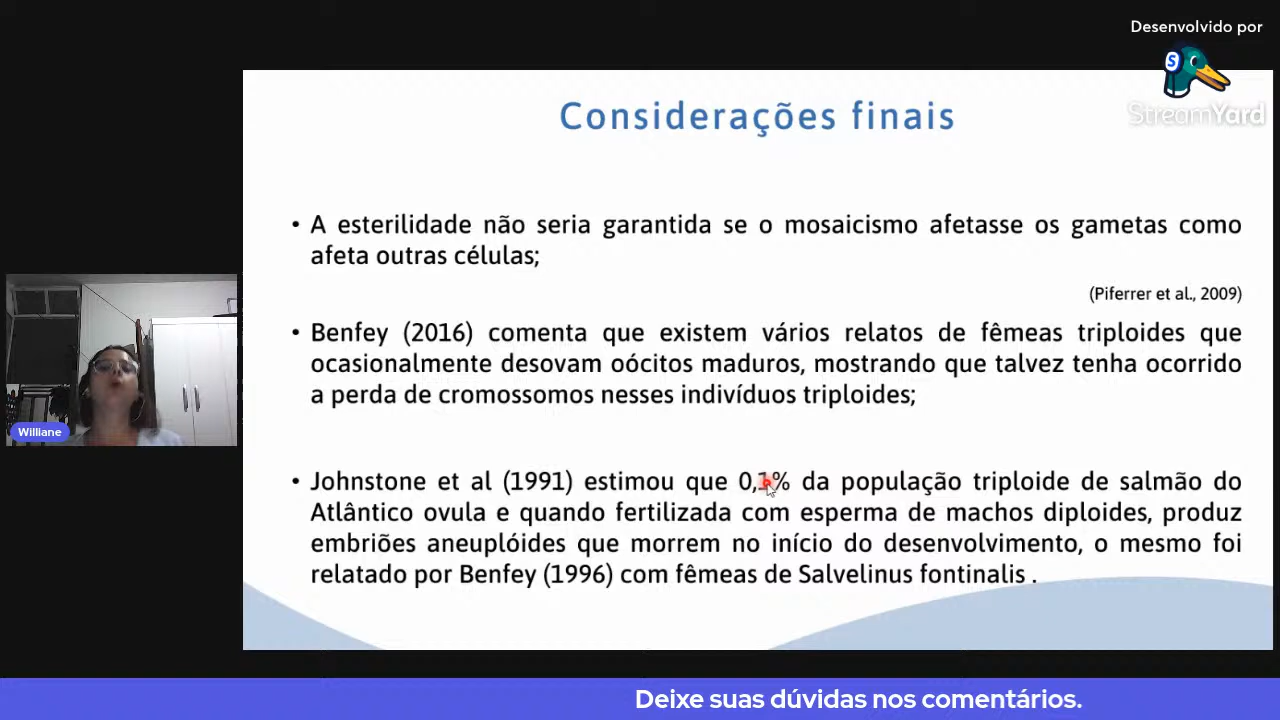 Desenvolvido por
StreamYard
Considerações finais
• A esterilidade não seria garantida se o mosaicismo afetasse os gametas como
afeta outras células;
(Piferrer et al., 2009)
• Benfey (2016) comenta que existem vários relatos de fêmeas triploides que
ocasionalmente desovam oócitos maduros, mostrando que talvez tenha ocorrido
a perda de cromossomos nesses indivíduos triploides;
• Johnstone et al (1991) estimou que 0,1% da população triploide de salmão do
Atlântico ovula e quando fertilizada com esperma de machos diploides, produz
embriões aneuplóides que morrem no início do desenvolvimento, o mesmo foi
relatado por Benfey (1996) com fêmeas de Salvelinus fontinalis .
Williane
Deixe suas dúvidas nos comentários.